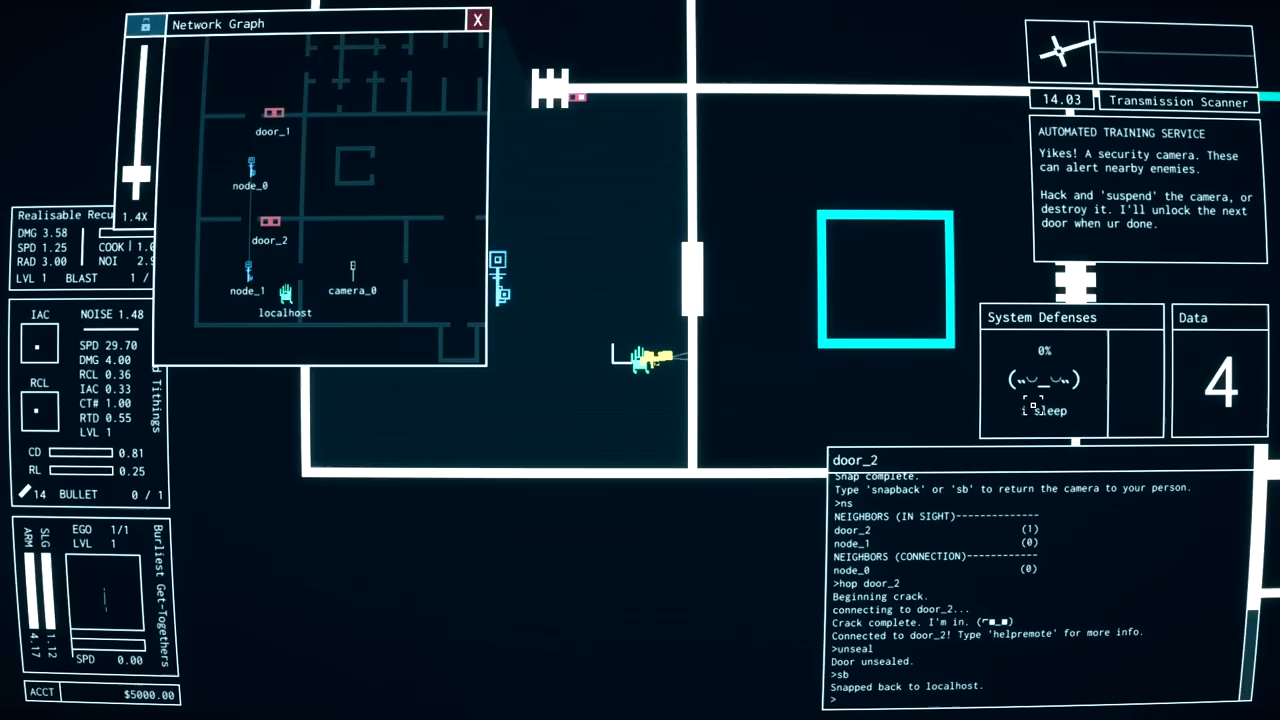 Network Graph
X
door_1
node_0
door_2
node_1
camera_0
localhost
1.4X
Realisable Recu
DMG 3.58
SPD 1.25
RAD 3.00
COOK
NOI
LVL 1
BLAST
1 /
IAC
RCL
NOISE 1.48
SPD 29.70
DMG 4.00
RCL 0.36
IAC 0.33
CT# 1.00
RTD 0.55
LVL 1
CD 0.81
RL 0.25
14 BULLET 0 / 1
d Tithings
ARM
SLG
EGO 1/1
LVL 1
4.17
1.12
SPD 0.00
Burliest Get-Togethers
ACCT $5000.00
14.03
Transmission Scanner
AUTOMATED TRAINING SERVICE
Yikes! A security camera. These
can alert nearby enemies.
Hack and 'suspend' the camera, or
destroy it. I'll unlock the next
door when ur done.
System Defenses
0%
i sleep
Data
4
door_2
Snap complete.
Type 'snapback' or 'sb' to return the camera to your person.
>ns
NEIGHBORS (IN SIGHT)--------------
door_2 (1)
node_1 (0)
NEIGHBORS (CONNECTION)------------
node_0 (0)
>hop door_2
Beginning crack.
connecting to door_2...
Crack complete. I'm in. (⌐■_■)
Connected to door_2! Type 'helpremote' for more info.
>unseal
Door unsealed.
>sb
Snapped back to localhost.
>